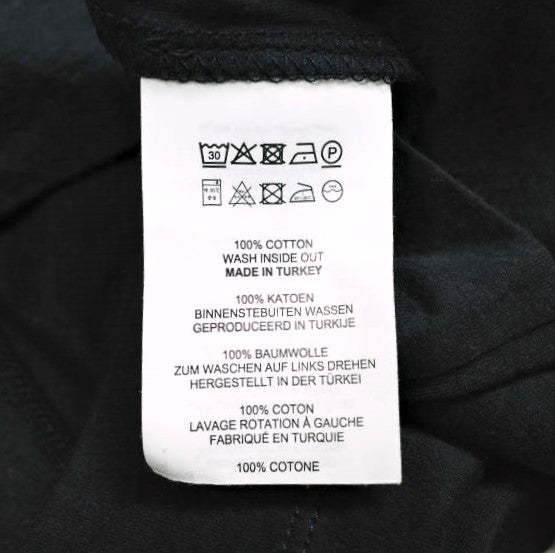 30 P
100% COTTON
WASH INSIDE OUT
MADE IN TURKEY
100% KATOEN
BINNENSTEBUITEN WASSEN
GEPRODUCEERD IN TURKIJE
100% BAUMWOLLE
ZUM WASCHEN AUF LINKS DREHEN
HERGESTELLT IN DER TÜRKEI
100% COTON
LAVAGE ROTATION À GAUCHE
FABRIQUÉ EN TURQUIE
100% COTONE